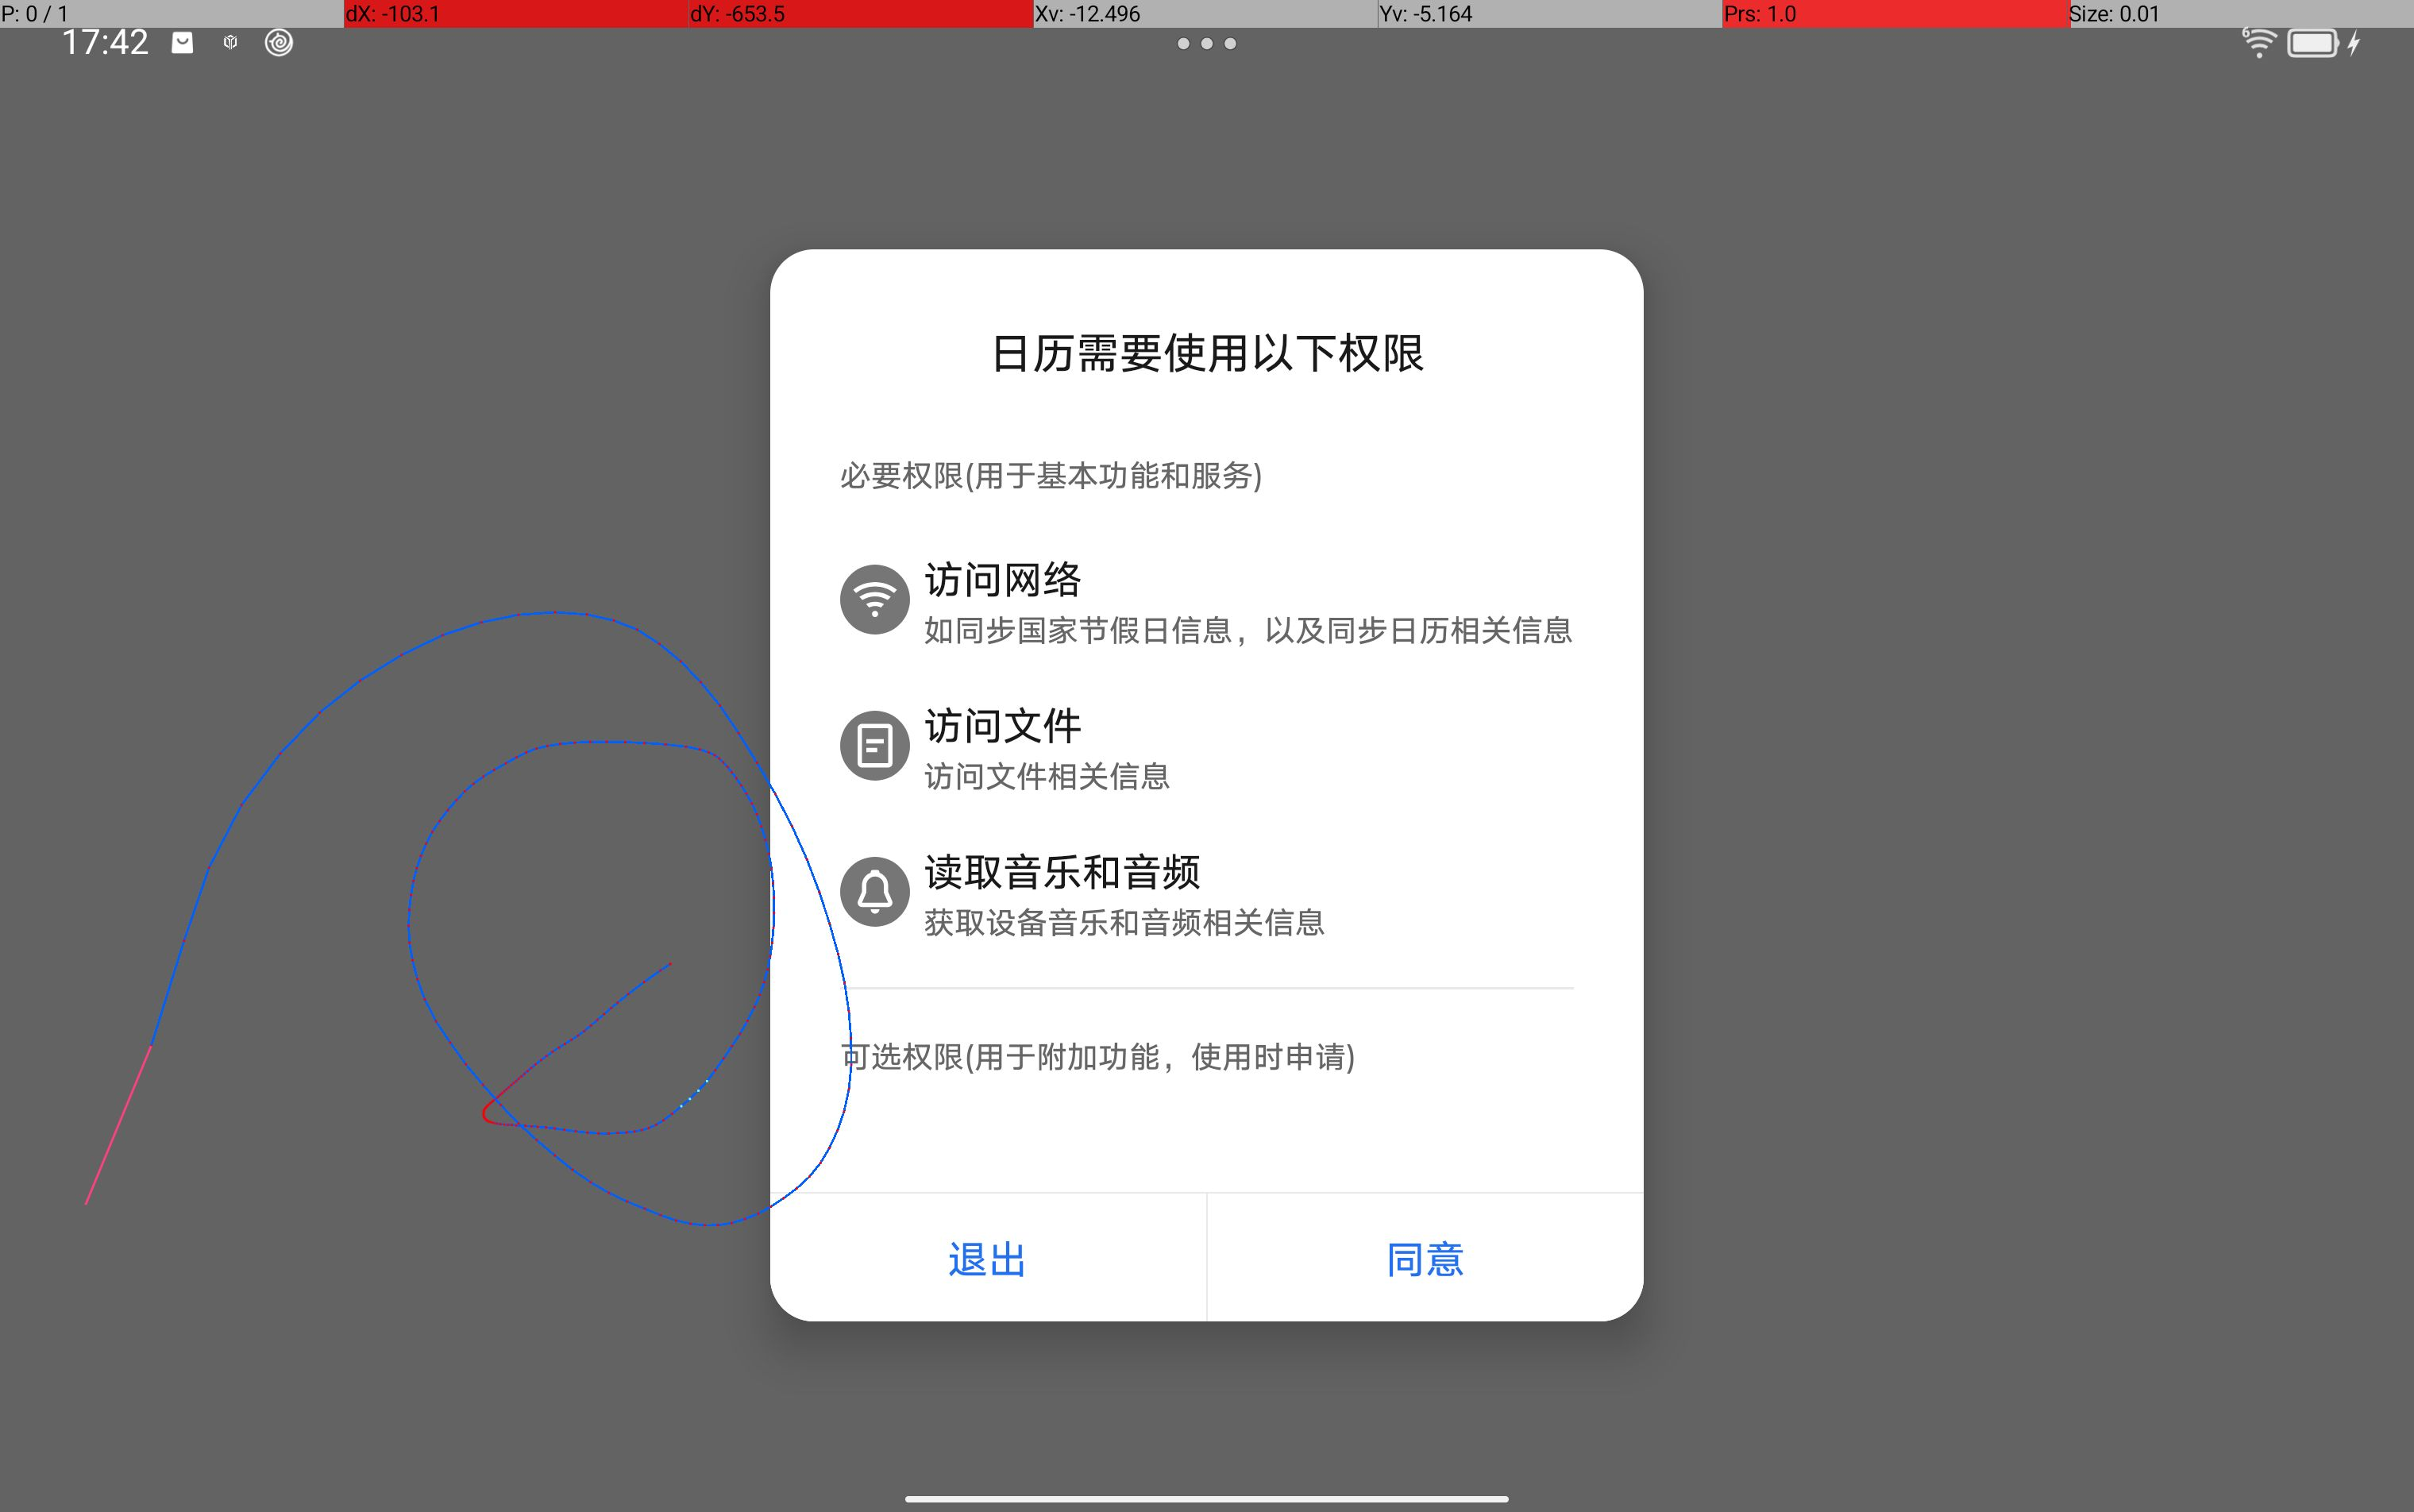 P: 0 / 1 dX: -103.1 dY: -653.5 Xv: -12.496 Yv: -5.164 Prs: 1.0 Size: 0.01
17:42 6
日历需要使用以下权限
必要权限(用于基本功能和服务)
访问网络
如同步国家节假日信息，以及同步日历相关信息
访问文件
访问文件相关信息
读取音乐和音频
获取设备音乐和音频相关信息
可选权限(用于附加功能，使用时申请)
退出 同意